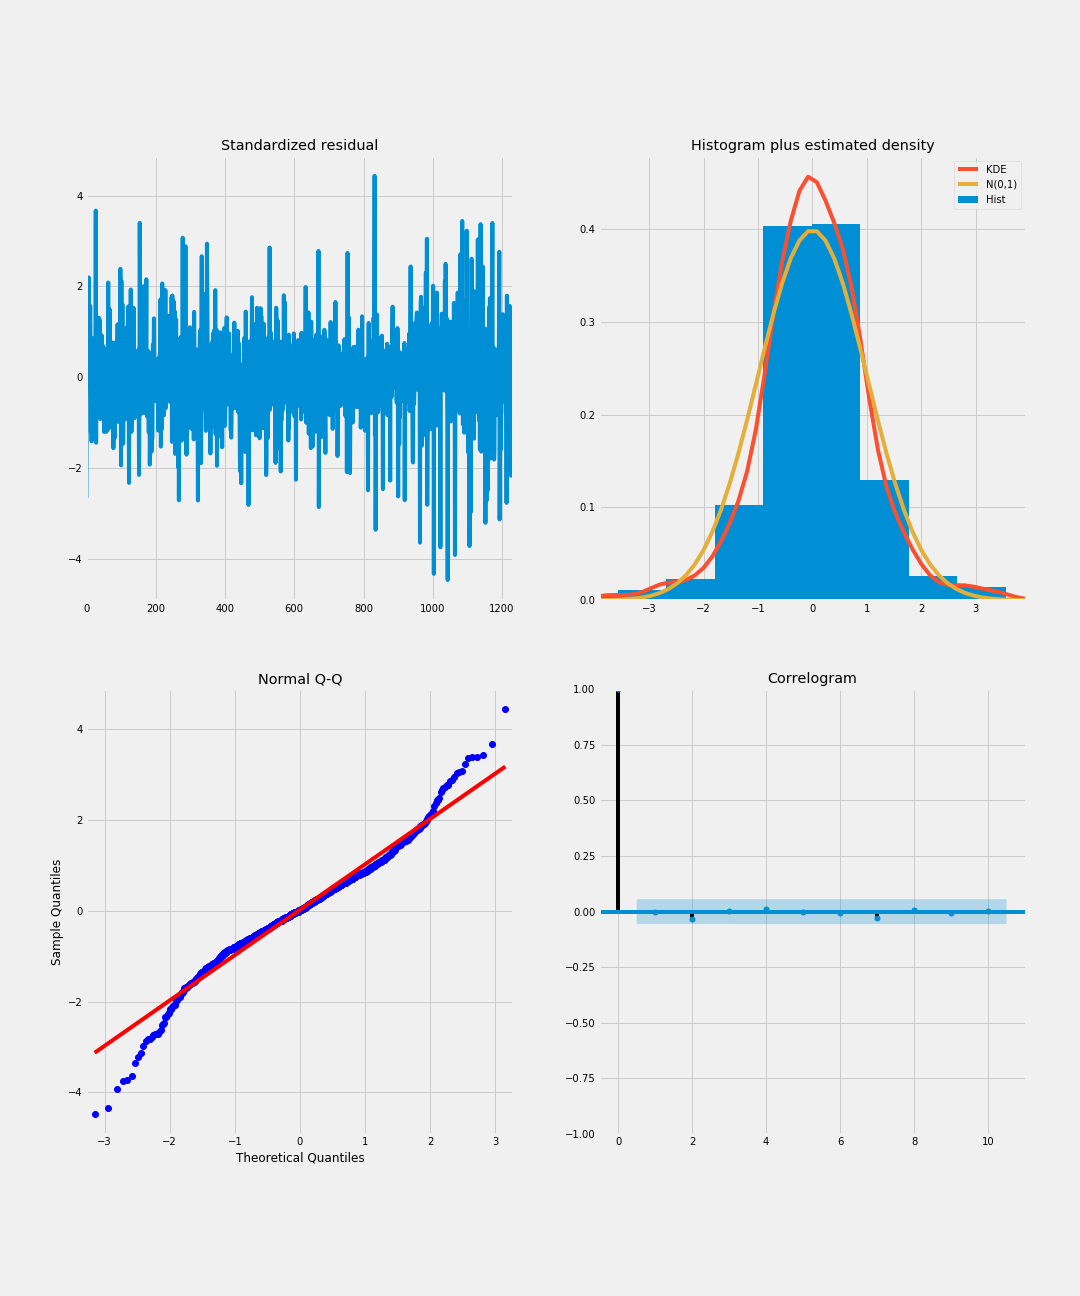 Standardized residual
4
2
0
−2
−4
0 200 400 600 800 1000 1200
Histogram plus estimated density
KDE
N(0,1)
Hist
0.4
0.3
0.2
0.1
0.0
−3 −2 −1 0 1 2 3
Normal Q-Q
Sample Quantiles
4
2
0
−2
−4
−3 −2 −1 0 1 2 3
Theoretical Quantiles
Correlogram
1.00
0.75
0.50
0.25
0.00
−0.25
−0.50
−0.75
−1.00
0 2 4 6 8 10